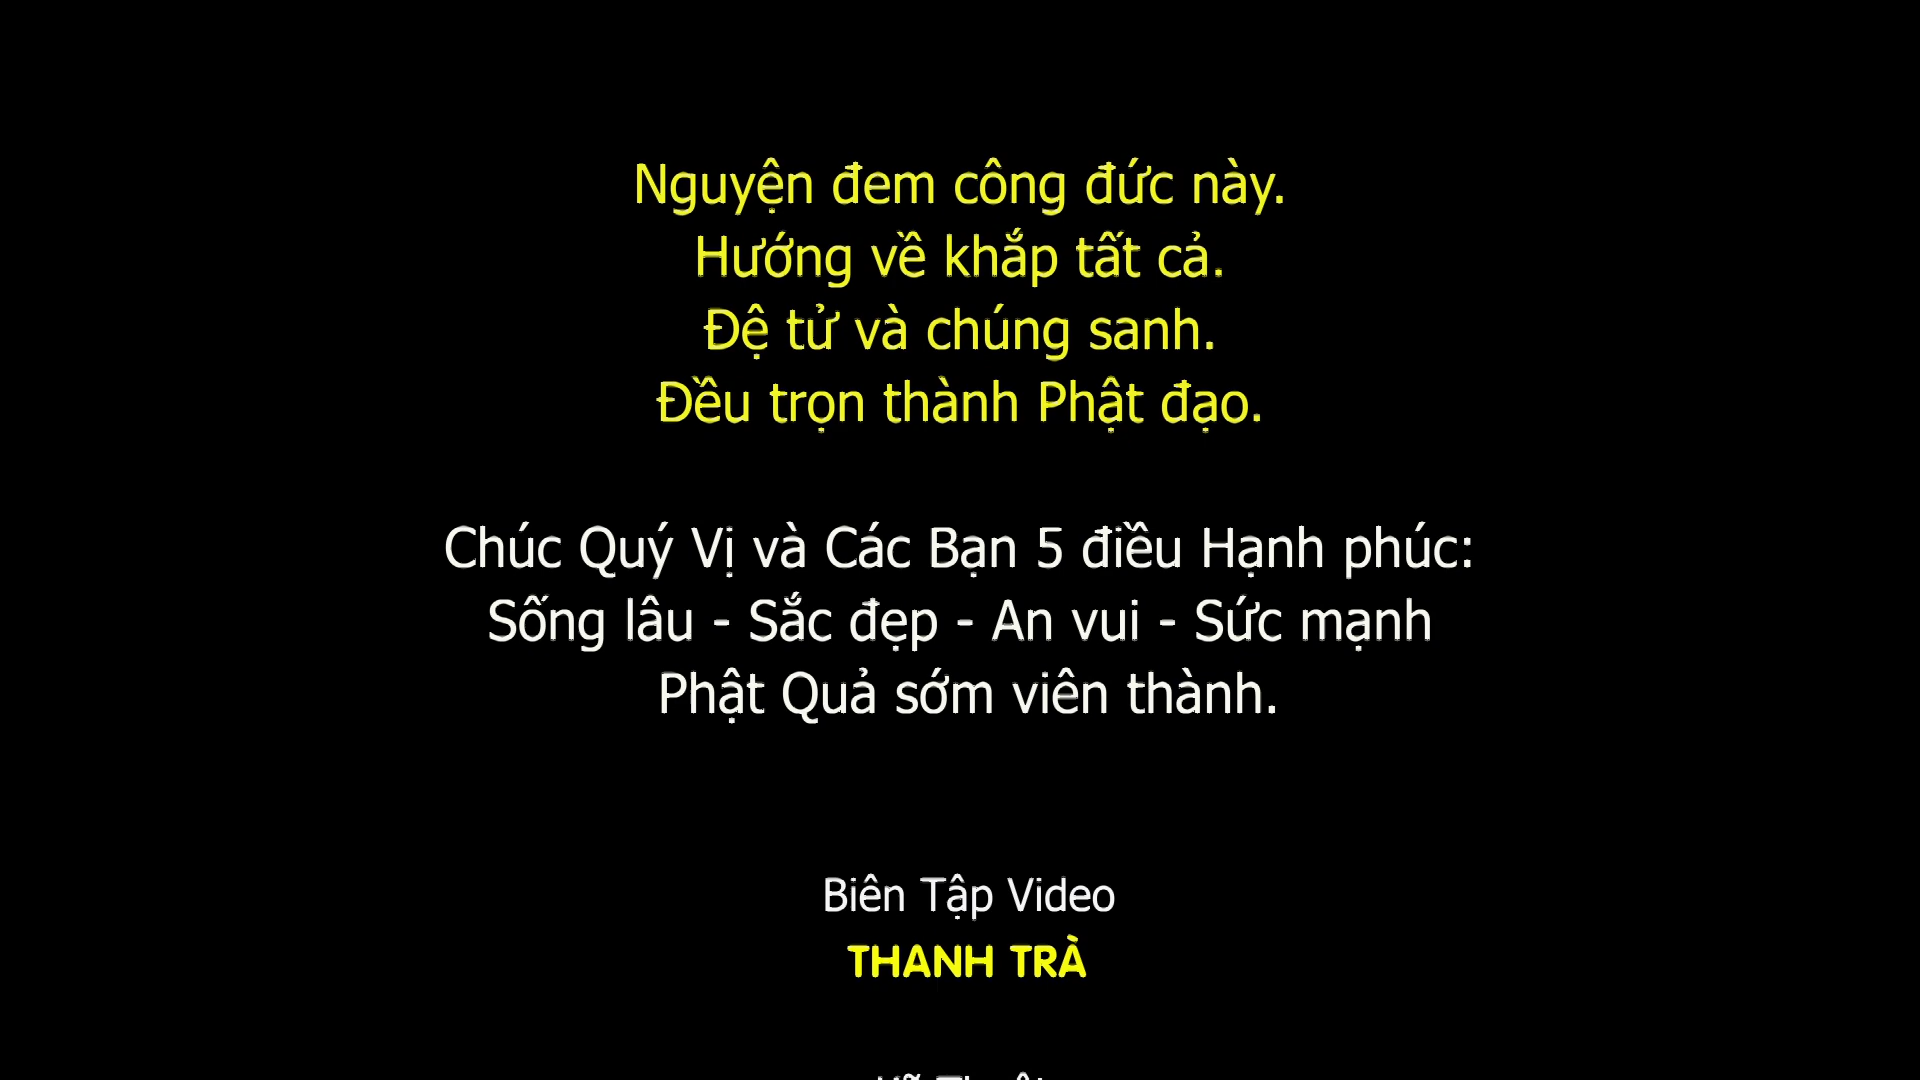 Nguyện đem công đức này.
Hướng về khắp tất cả.
Đệ tử và chúng sanh.
Đều trọn thành Phật đạo.
Chúc Quý Vị và Các Bạn 5 điều Hạnh phúc:
Sống lâu - Sắc đẹp - An vui - Sức mạnh
Phật Quả sớm viên thành.
Biên Tập Video
THANH TRÀ